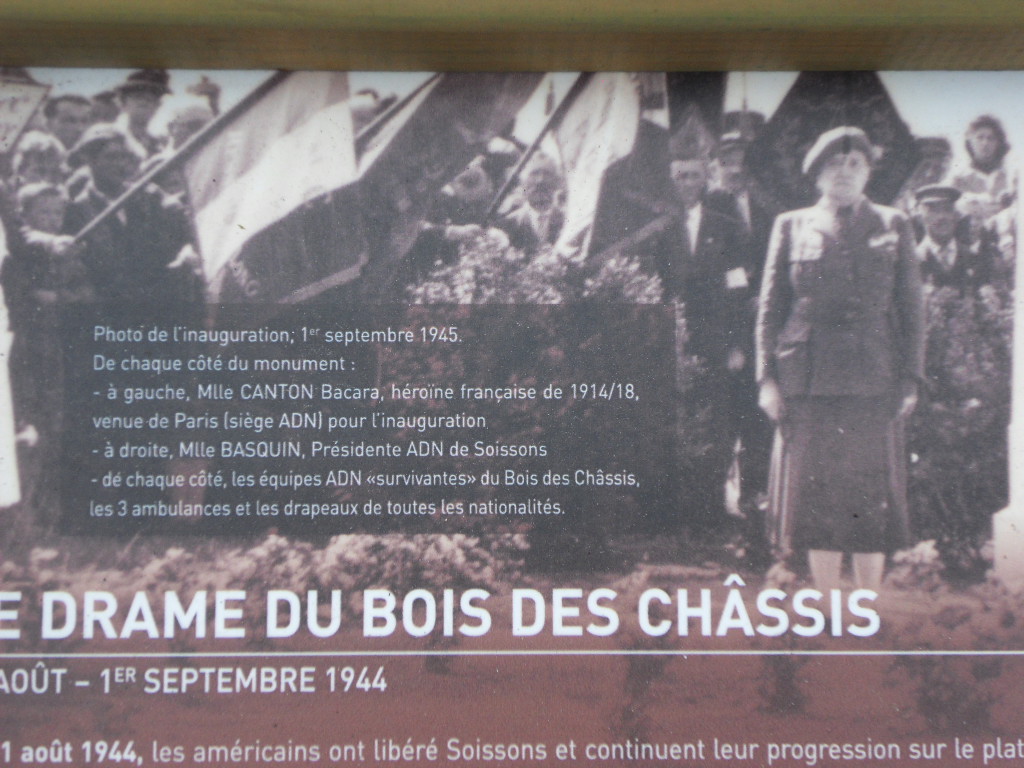 Photo de l'inauguration; 1er septembre 1945.
De chaque côté du monument :
- à gauche, Mlle CANTON Bacara, héroïne française de 1914/18,
venue de Paris (siège ADN) pour l'inauguration
- à droite, Mlle BASQUIN, Présidente ADN de Soissons
- de chaque côté, les équipes ADN «survivantes» du Bois des Châssis,
les 3 ambulances et les drapeaux de toutes les nationalités.
E DRAME DU BOIS DES CHÂSSIS
AOÛT – 1ER SEPTEMBRE 1944
1 août 1944, les américains ont libéré Soissons et continuent leur progression sur le plat